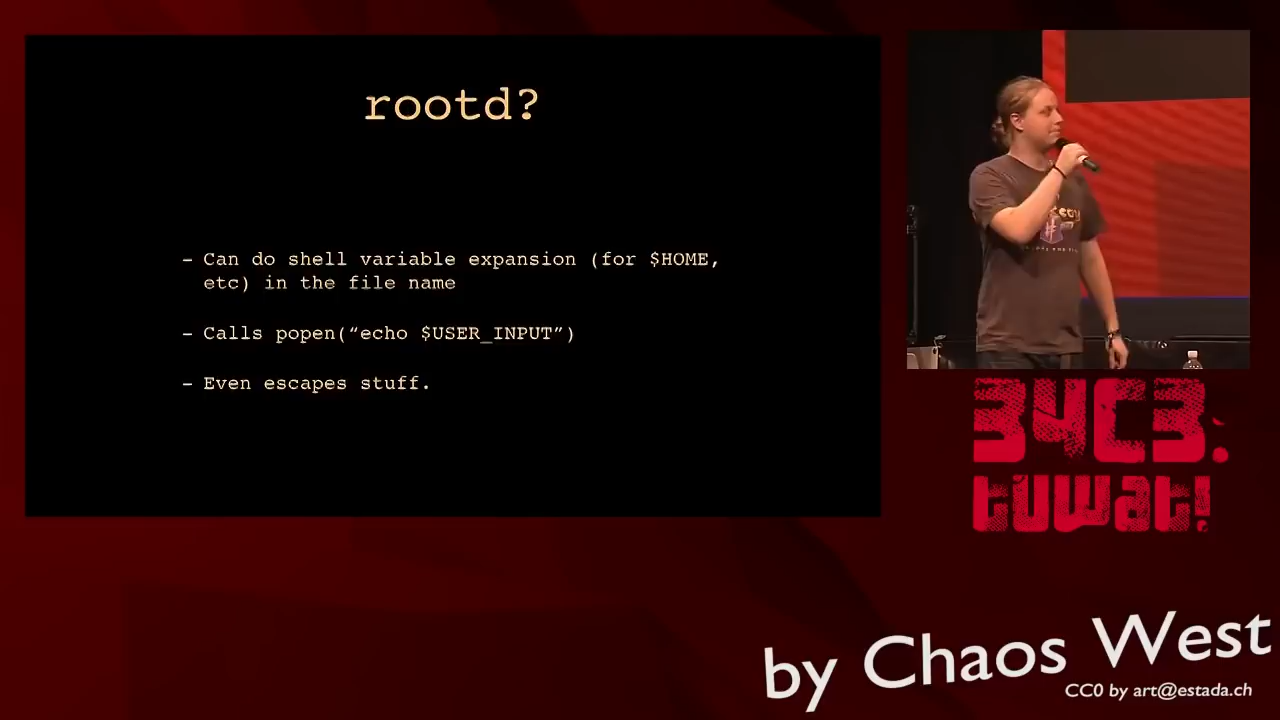 rootd?
– Can do shell variable expansion (for $HOME,
etc) in the file name
– Calls popen(“echo $USER_INPUT”)
– Even escapes stuff.
34C3.
tuwat!
by Chaos West
CC0 by art@estada.ch